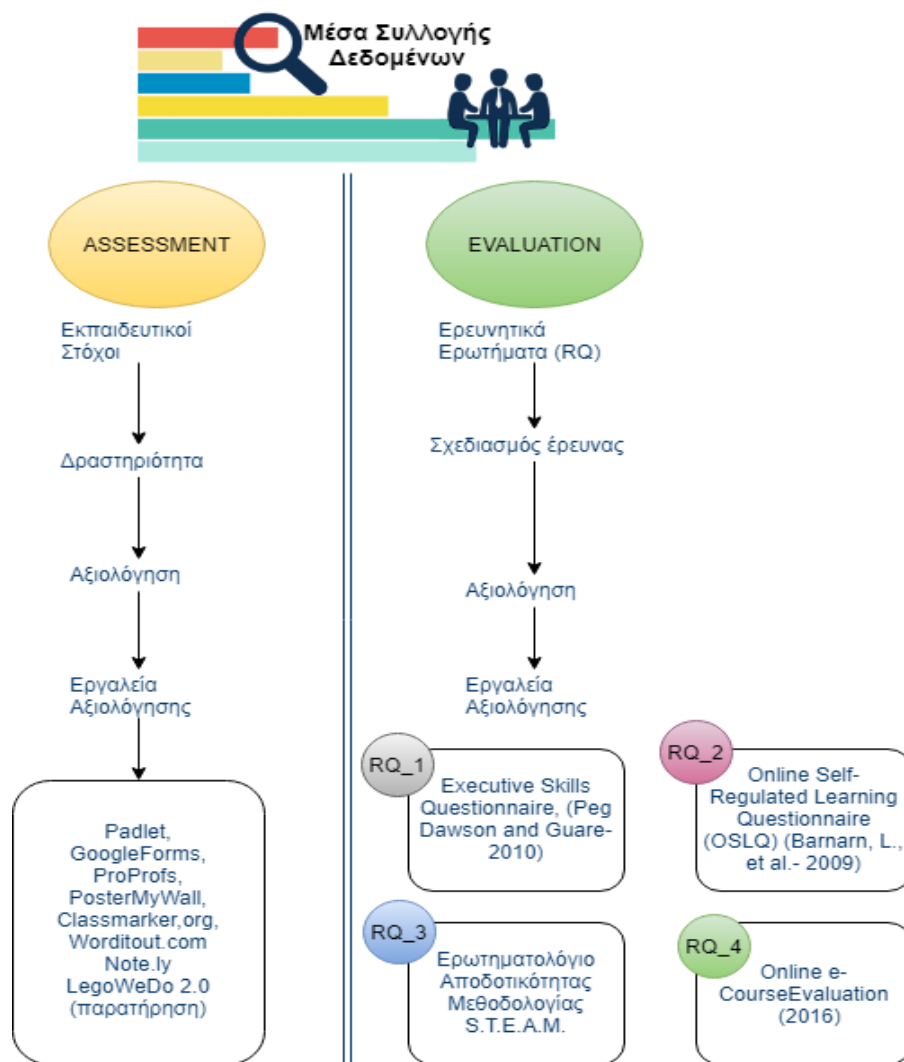 Μέσα Συλλογής
Δεδομένων
ASSESSMENT
Εκπαιδευτικοί
Στόχοι
Δραστηριότητα
Αξιολόγηση
Εργαλεία
Αξιολόγησης
Padlet,
GoogleForms,
ProProfs,
PosterMyWall,
Classmarker,org,
Worditout.com
Note.ly
LegoWeDo 2.0
(παρατήρηση)
EVALUATION
Ερευνητικά
Ερωτήματα (RQ)
Σχεδιασμός έρευνας
Αξιολόγηση
Εργαλεία
Αξιολόγησης
RQ_1
Executive Skills
Questionnaire, (Peg
Dawson and Guare-
2010)
RQ_2
Online Self-
Regulated Learning
Questionnaire
(OSLQ) (Barnarn, L.,
et al.- 2009)
RQ_3
Ερωτηματολόγιο
Αποδοτικότητας
Μεθοδολογίας
S.T.E.A.M.
RQ_4
Online e-
CourseEvaluation
(2016)